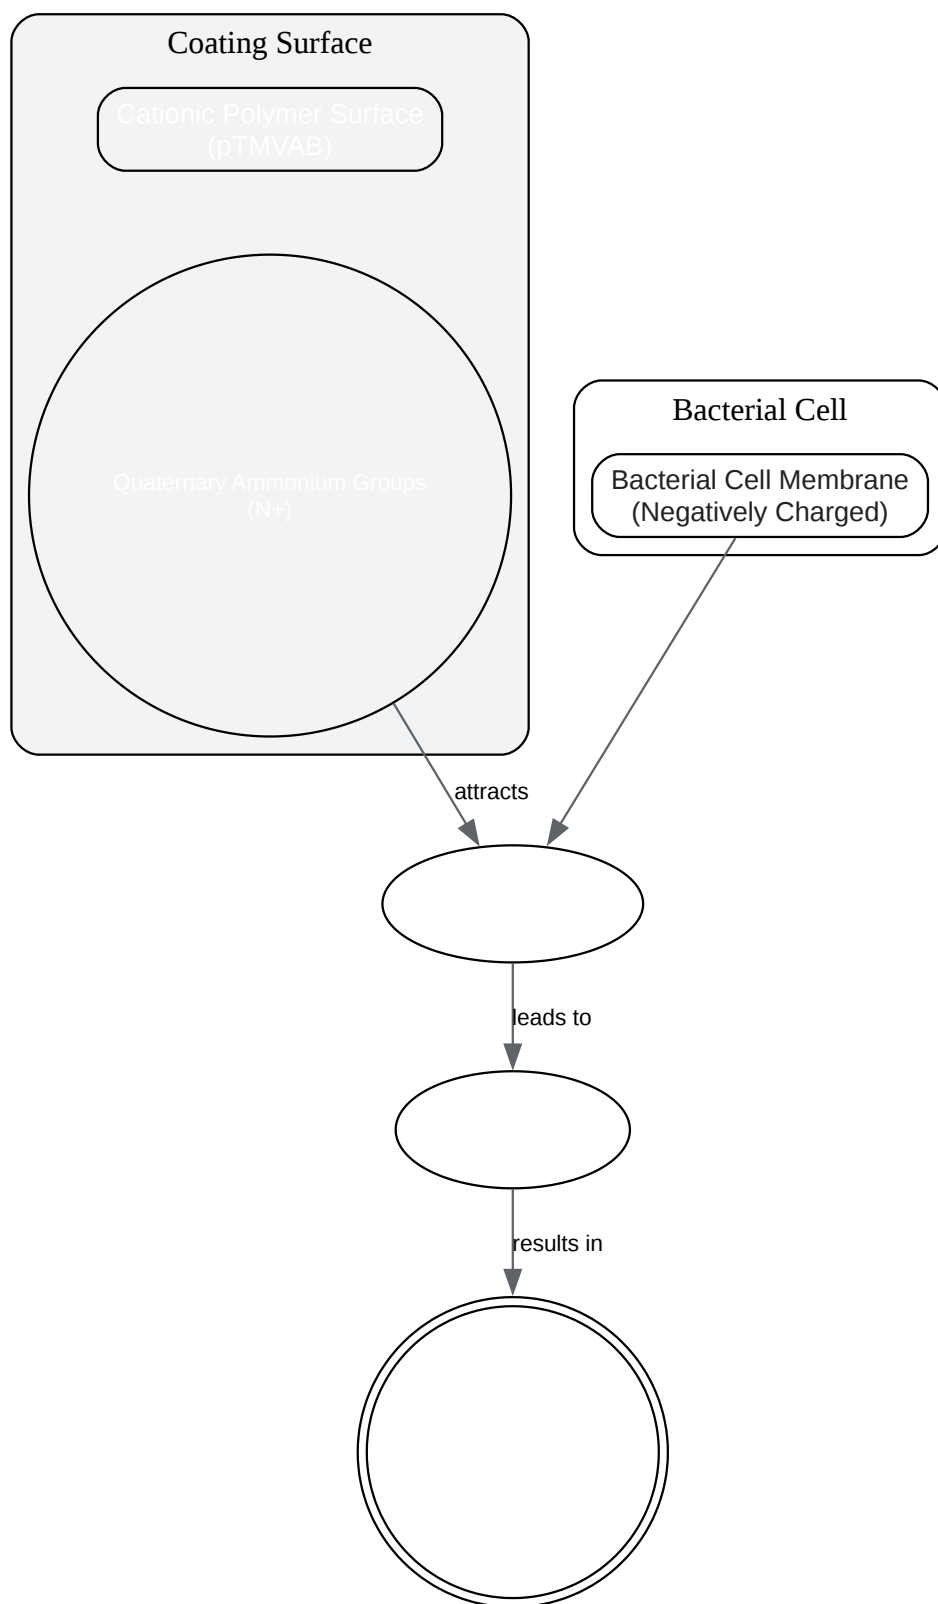 Coating Surface
Cationic Polymer Surface
(pTMVAB)
Quaternary Ammonium Groups
(N+)
Bacterial Cell
Bacterial Cell Membrane
(Negatively Charged)
attracts
leads to
results in